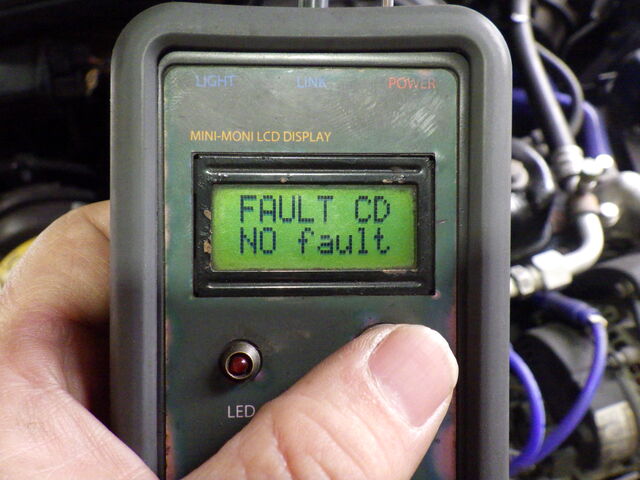 LIGHT LINK POWER
MINI-MONI LCD DISPLAY
FAULT CD
NO fault
LED